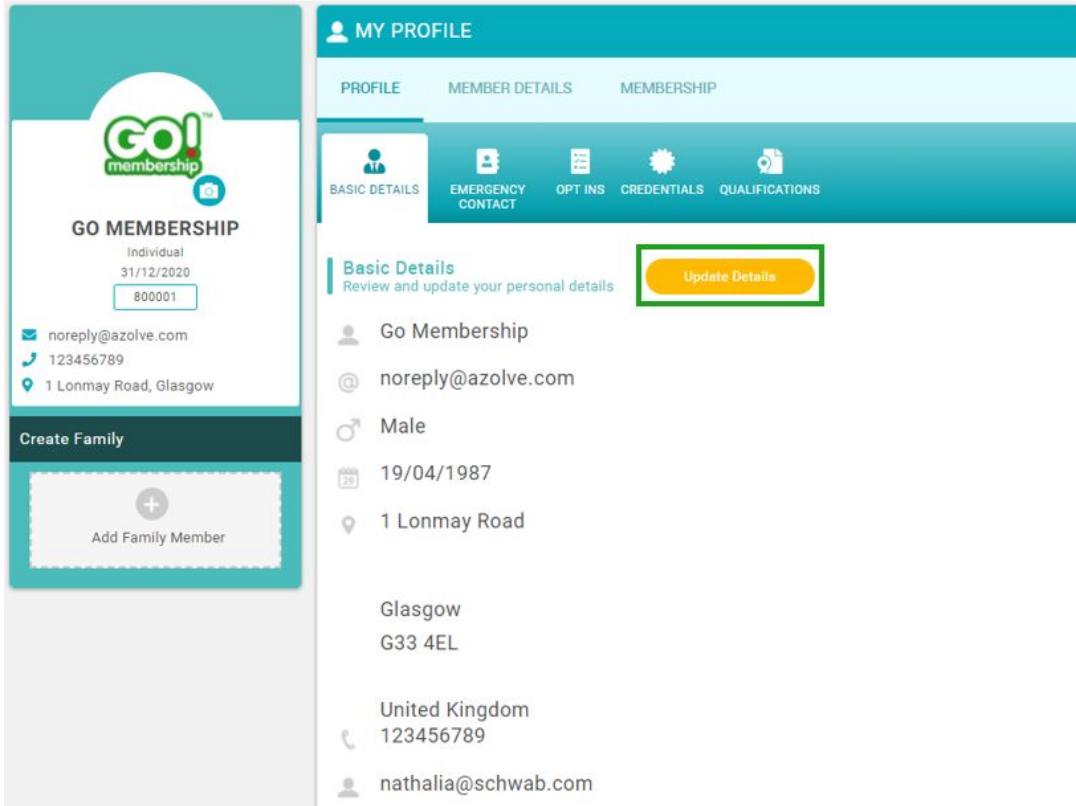 GO!™
membership
GO MEMBERSHIP
Individual
31/12/2020
800001
noreply@azolve.com
123456789
1 Lonmay Road, Glasgow
Create Family
Add Family Member
MY PROFILE
PROFILE MEMBER DETAILS MEMBERSHIP
BASIC DETAILS EMERGENCY CONTACT OPT INS CREDENTIALS QUALIFICATIONS
Basic Details
Review and update your personal details
Update Details
Go Membership
@ noreply@azolve.com
Male
29 19/04/1987
1 Lonmay Road
Glasgow
G33 4EL
United Kingdom
123456789
nathalia@schwab.com